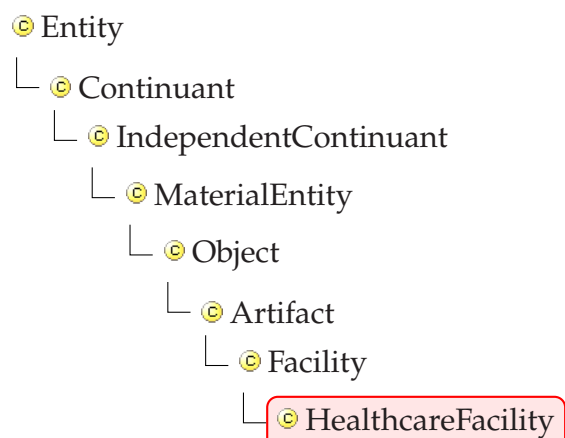 Entity
Continuant
IndependentContinuant
MaterialEntity
Object
Artifact
Facility
HealthcareFacility